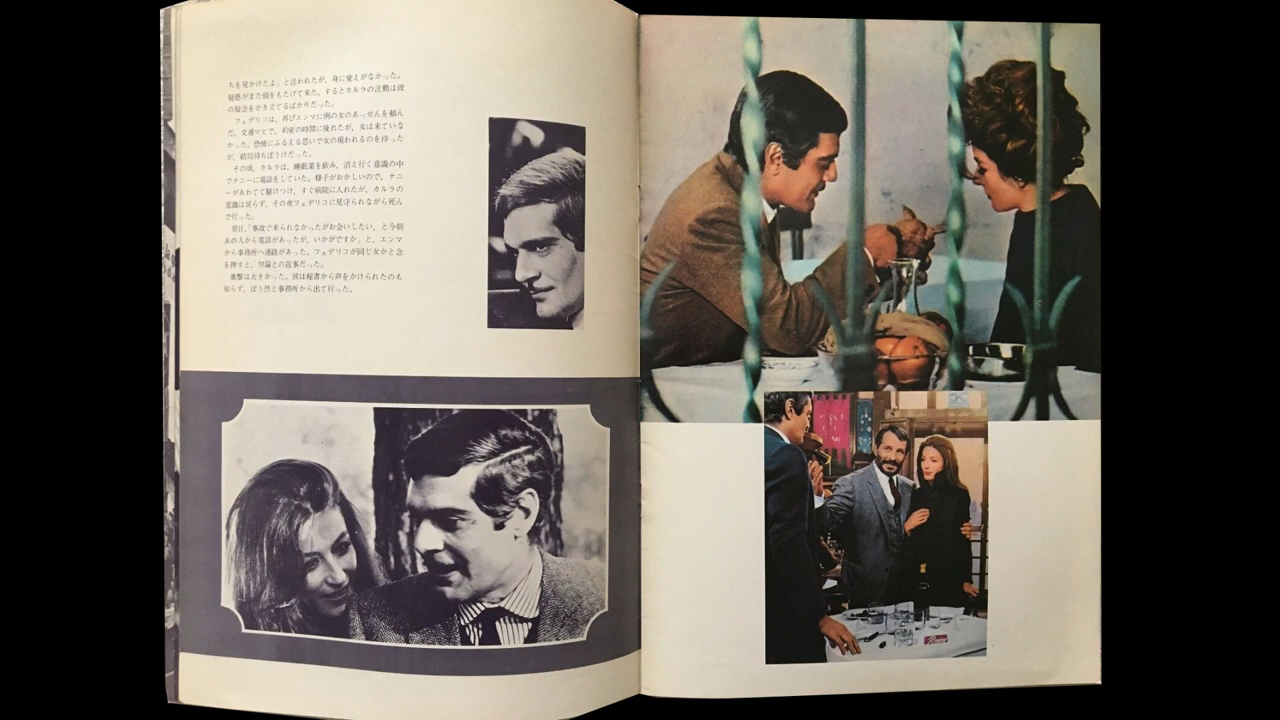 ちを見かけたよ」と言われたが、身に覚えがなかった。
疑惑がまた頭をもたげて来た。するとカルラの言動は彼
の疑念をかき立てるばかりだった。
フェデリコは、再びエンマに例の女のあっせんを頼ん
だ。交通マヒで、約束の時間に後れたが、女は来ていな
かった。恐怖にふるえる思いで女の現われるのを待った
が、結局待ちぼうけだった。
その頃、カルラは、睡眠薬を飲み、消え行く意識の中
でナニーに電話をしていた。様子がおかしいので、ナニ
ーがあわてて駆けつけ、すぐ病院に入れたが、カルラの
意識は戻らず、その夜フェデリコに見守られながら死ん
で行った。
翌日、「事故で来られなかったがお会いしたい、と今朝
あの人から電話があったが、いかがですか」と、エンマ
から事務所へ連絡があった。フェデリコが同じ女かと念
を押すと、勿論との返事だった。
衝撃は大きかった。彼は秘書から声をかけられたのも
知らず、ぼう然と事務所から出て行った。